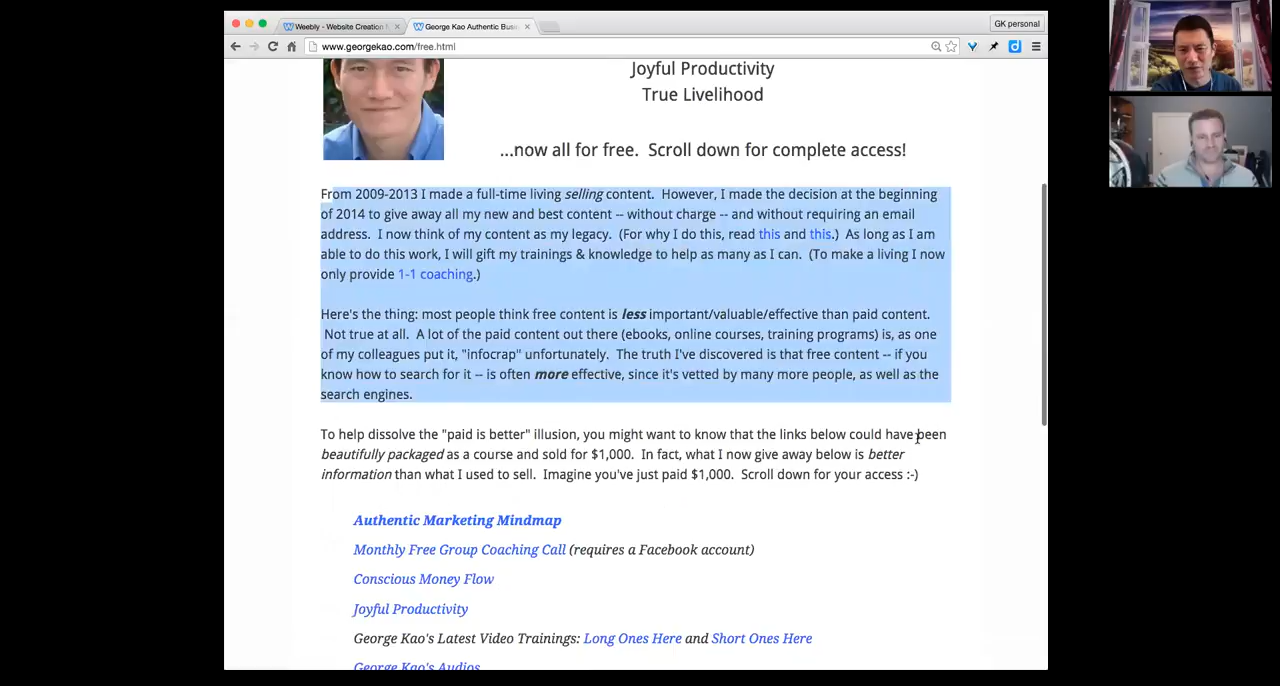 Weebly - Website Creation
George Kao Authentic Busi
GK personal
www.georgekao.com/free.html
Joyful Productivity
True Livelihood
...now all for free.  Scroll down for complete access!
From 2009-2013 I made a full-time living selling content.  However, I made the decision at the beginning
of 2014 to give away all my new and best content -- without charge -- and without requiring an email
address.  I now think of my content as my legacy.  (For why I do this, read this and this.)  As long as I am
able to do this work, I will gift my trainings & knowledge to help as many as I can.  (To make a living I now
only provide 1-1 coaching.)
Here's the thing: most people think free content is less important/valuable/effective than paid content.
Not true at all.  A lot of the paid content out there (ebooks, online courses, training programs) is, as one
of my colleagues put it, "infocrap" unfortunately.  The truth I've discovered is that free content -- if you
know how to search for it -- is often more effective, since it's vetted by many more people, as well as the
search engines.
To help dissolve the "paid is better" illusion, you might want to know that the links below could have been
beautifully packaged as a course and sold for $1,000.  In fact, what I now give away below is better
information than what I used to sell.  Imagine you've just paid $1,000.  Scroll down for your access :-)
Authentic Marketing Mindmap
Monthly Free Group Coaching Call (requires a Facebook account)
Conscious Money Flow
Joyful Productivity
George Kao's Latest Video Trainings: Long Ones Here and Short Ones Here
George Kao's Audios